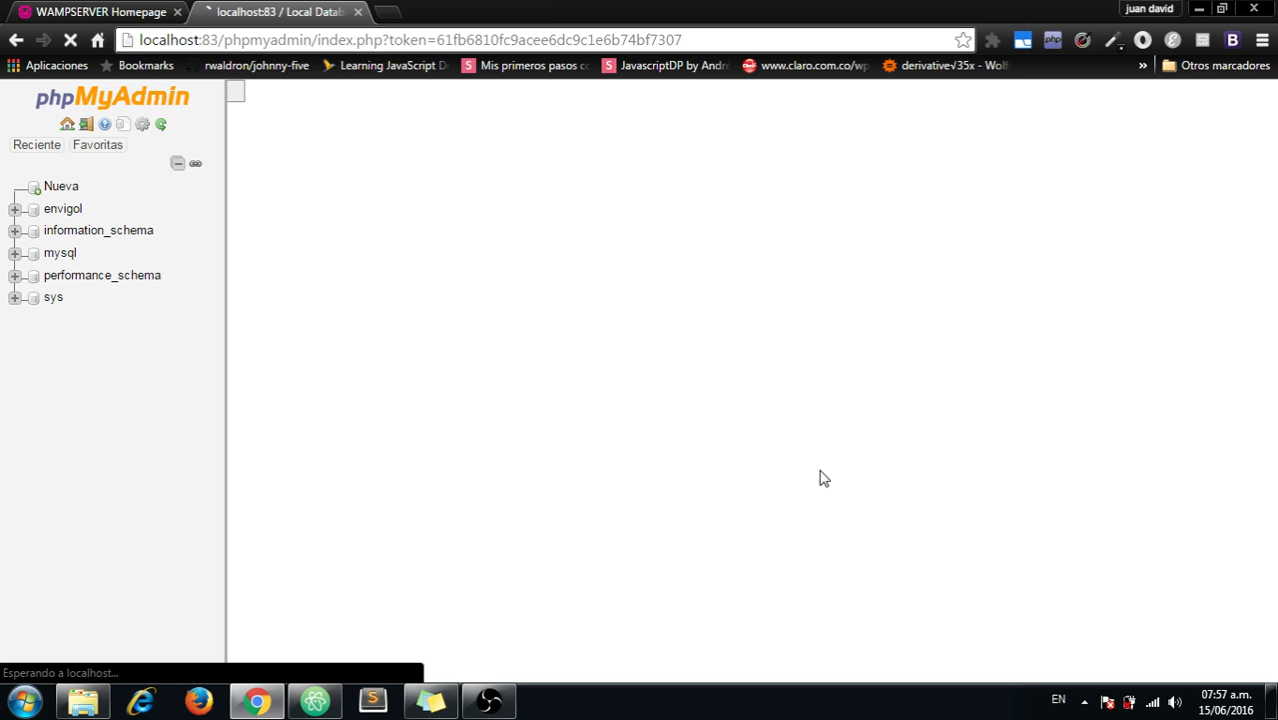 juan david
WAMPSERVER Homepage
localhost:83 / Local Datab
localhost:83/phpmyadmin/index.php?token=61fb6810fc9acee6dc9c1e6b74bf7307
Aplicaciones
Bookmarks
rwaldron/johnny-five
Learning JavaScript D
Mis primeros pasos c
JavascriptDP by Andr
www.claro.com.co/wp
derivative√35x - Wol
»
Otros marcadores
phpMyAdmin
Reciente
Favoritas
Nueva
envigol
information_schema
mysql
performance_schema
sys
Esperando a localhost...
EN
07:57 a.m.
15/06/2016